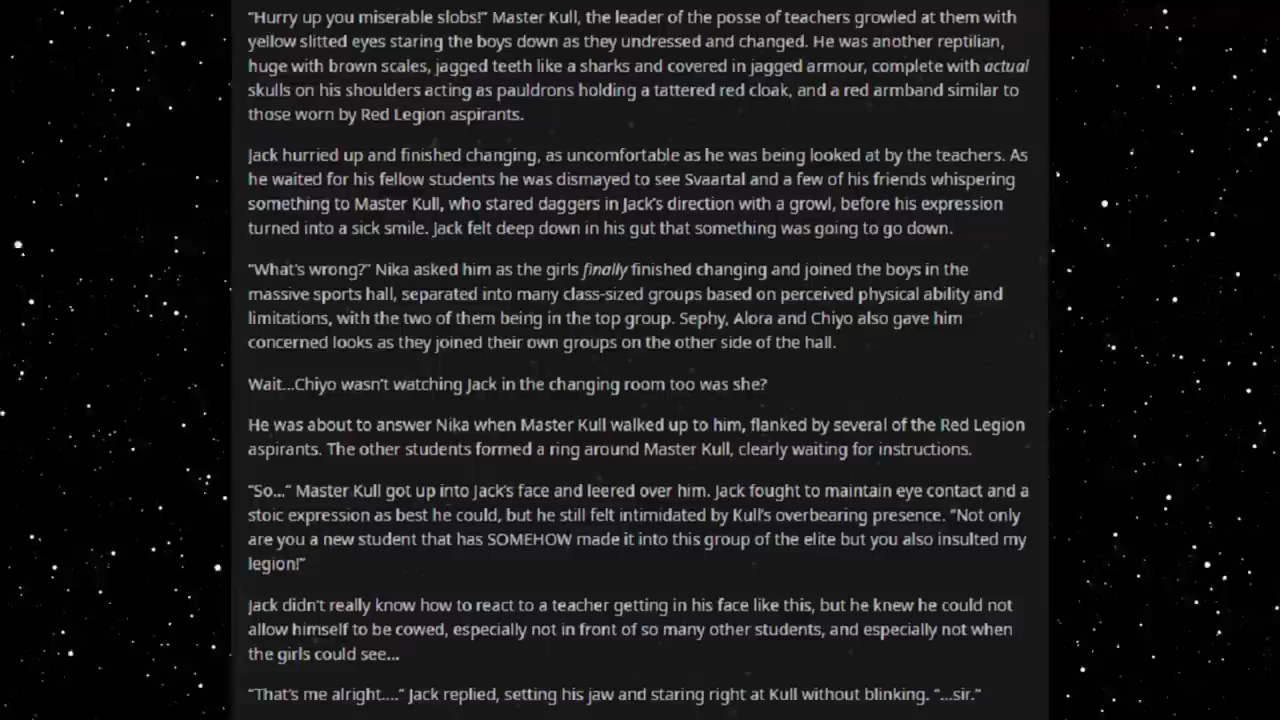 “Hurry up you miserable slobs!” Master Kull, the leader of the posse of teachers growled at them with
yellow slitted eyes staring the boys down as they undressed and changed. He was another reptilian,
huge with brown scales, jagged teeth like a sharks and covered in jagged armour, complete with actual
skulls on his shoulders acting as pauldrons holding a tattered red cloak, and a red armband similar to
those worn by Red Legion aspirants.
Jack hurried up and finished changing, as uncomfortable as he was being looked at by the teachers. As
he waited for his fellow students he was dismayed to see Svaartal and a few of his friends whispering
something to Master Kull, who stared daggers in Jack’s direction with a growl, before his expression
turned into a sick smile. Jack felt deep down in his gut that something was going to go down.
“What’s wrong?” Nika asked him as the girls finally finished changing and joined the boys in the
massive sports hall, separated into many class-sized groups based on perceived physical ability and
limitations, with the two of them being in the top group. Sephy, Alora and Chiyo also gave him
concerned looks as they joined their own groups on the other side of the hall.
Wait...Chiyo wasn’t watching Jack in the changing room too was she?
He was about to answer Nika when Master Kull walked up to him, flanked by several of the Red Legion
aspirants. The other students formed a ring around Master Kull, clearly waiting for instructions.
“So...” Master Kull got up into Jack’s face and leered over him. Jack fought to maintain eye contact and a
stoic expression as best he could, but he still felt intimidated by Kull’s overbearing presence. “Not only
are you a new student that has SOMEHOW made it into this group of the elite but you also insulted my
legion!”
Jack didn’t really know how to react to a teacher getting in his face like this, but he knew he could not
allow himself to be cowed, especially not in front of so many other students, and especially not when
the girls could see...
“That’s me alright....” Jack replied, setting his jaw and staring right at Kull without blinking. “...sir.”